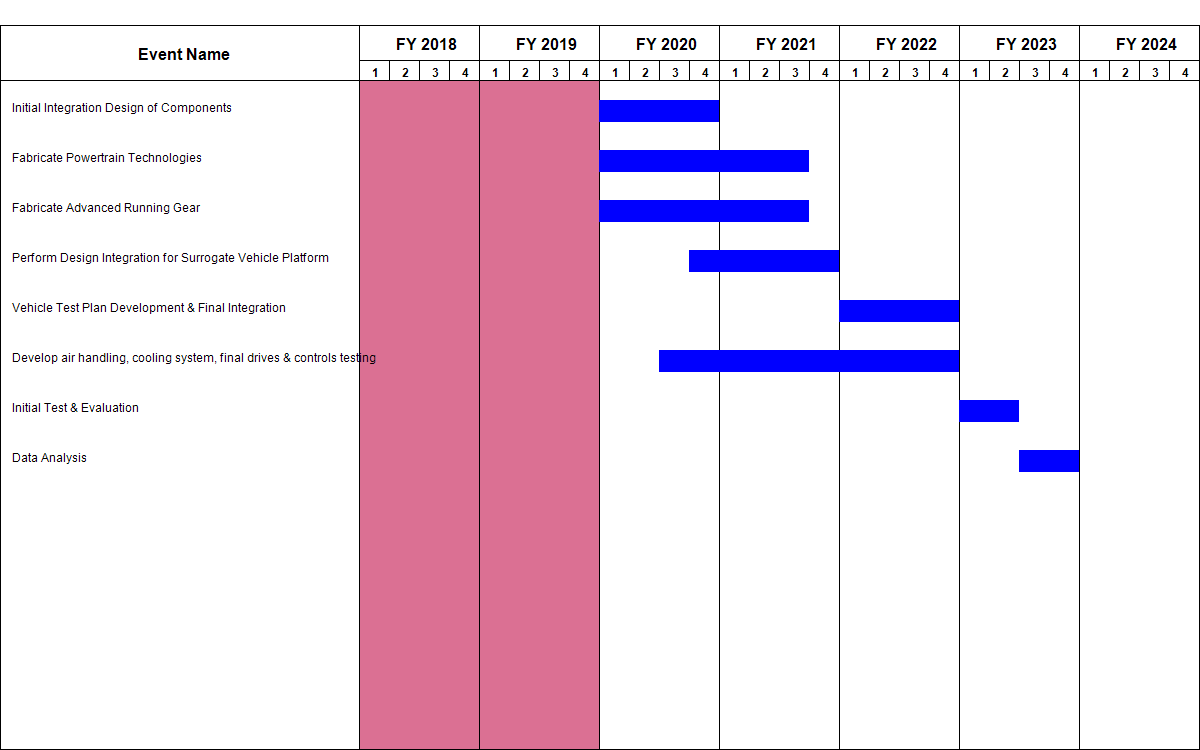 Event Name FY 2018 FY 2019 FY 2020 FY 2021 FY 2022 FY 2023 FY 2024
1 2 3 4 1 2 3 4 1 2 3 4 1 2 3 4 1 2 3 4 1 2 3 4 1 2 3 4
Initial Integration Design of Components
Fabricate Powertrain Technologies
Fabricate Advanced Running Gear
Perform Design Integration for Surrogate Vehicle Platform
Vehicle Test Plan Development & Final Integration
Develop air handling, cooling system, final drives & controls testing
Initial Test & Evaluation
Data Analysis